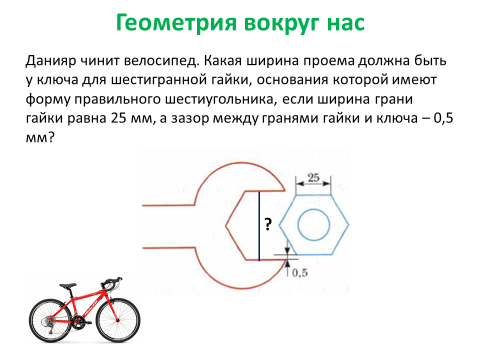 Геометрия вокруг нас
Данияр чинит велосипед. Какая ширина проема должна быть
у ключа для шестигранной гайки, основания которой имеют
форму правильного шестиугольника, если ширина грани
гайки равна 25 мм, а зазор между гранями гайки и ключа – 0,5
мм?
25
?
0,5